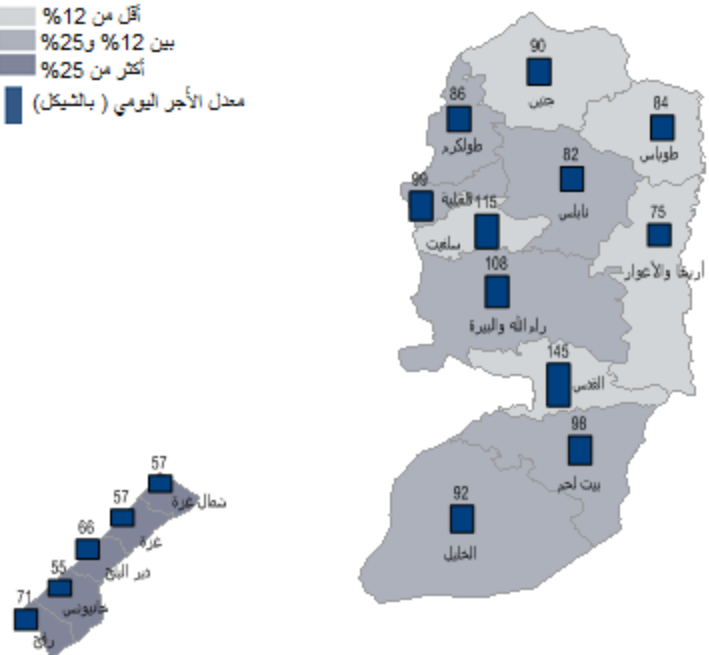 أقل من 12%
بين 12% و25%
أكثر من 25%
معدل الأجر اليومي ( بالشيكل)
90
جنين
86
طولكرم
84
طوباس
82
نابلس
99
115
سلفيت
75
أريحا والأغوار
108
رام الله والبيرة
145
القدس
98
بيت لحم
92
الخليل
57
شمال غزة
57
غزة
66
دير البلح
55
خانيونس
71
رفح